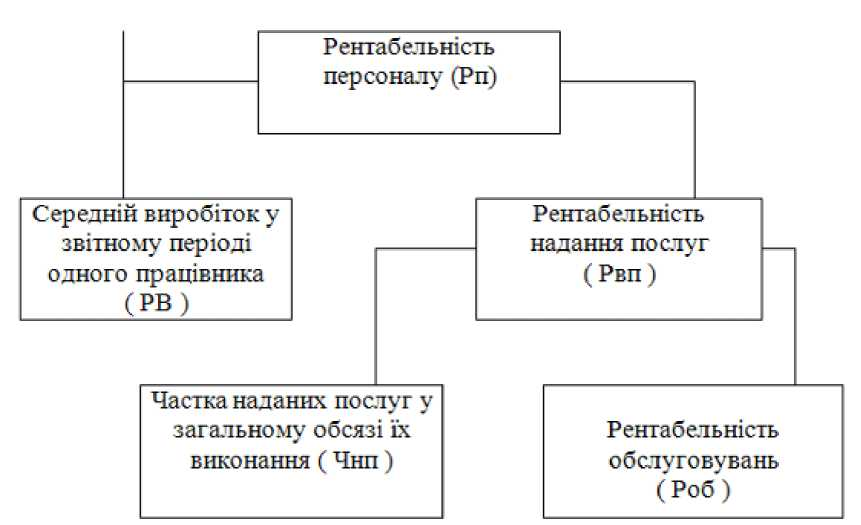 Рентабельність
персоналу (Рп)
Середній виробіток у
звітному періоді
одного працівника
( РВ )
Рентабельність
надання послуг
( Рвп )
Частка наданих послуг у
загальному обсязі їх
виконання ( Чнп )
Рентабельність
обслуговувань
( Роб )